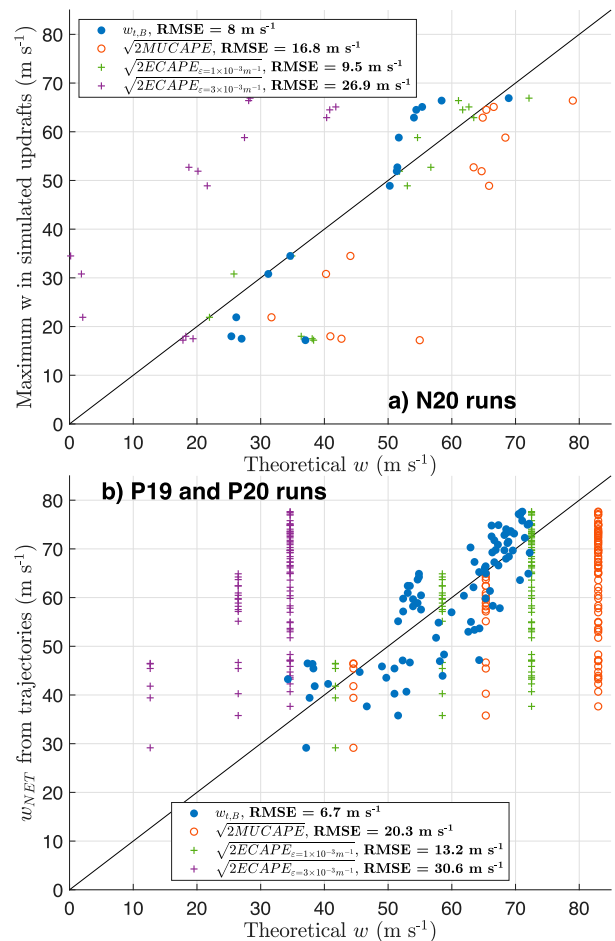 w_{t,B}, RMSE = 8 m s^{-1}
√2MUCAPE, RMSE = 16.8 m s^{-1}
√2ECAPE_{ε=1×10^{-3}m^{-1}}, RMSE = 9.5 m s^{-1}
√2ECAPE_{ε=3×10^{-3}m^{-1}}, RMSE = 26.9 m s^{-1}
Maximum w in simulated updrafts (m s^{-1})
80
70
60
50
40
30
20
10
0
a) N20 runs
0 10 20 30 40 50 60 70 80
Theoretical w (m s^{-1})
b) P19 and P20 runs
w_{NET} from trajectories (m s^{-1})
80
70
60
50
40
30
20
10
0
w_{t,B}, RMSE = 6.7 m s^{-1}
√2MUCAPE, RMSE = 20.3 m s^{-1}
√2ECAPE_{ε=1×10^{-3}m^{-1}}, RMSE = 13.2 m s^{-1}
√2ECAPE_{ε=3×10^{-3}m^{-1}}, RMSE = 30.6 m s^{-1}
0 10 20 30 40 50 60 70 80
Theoretical w (m s^{-1})